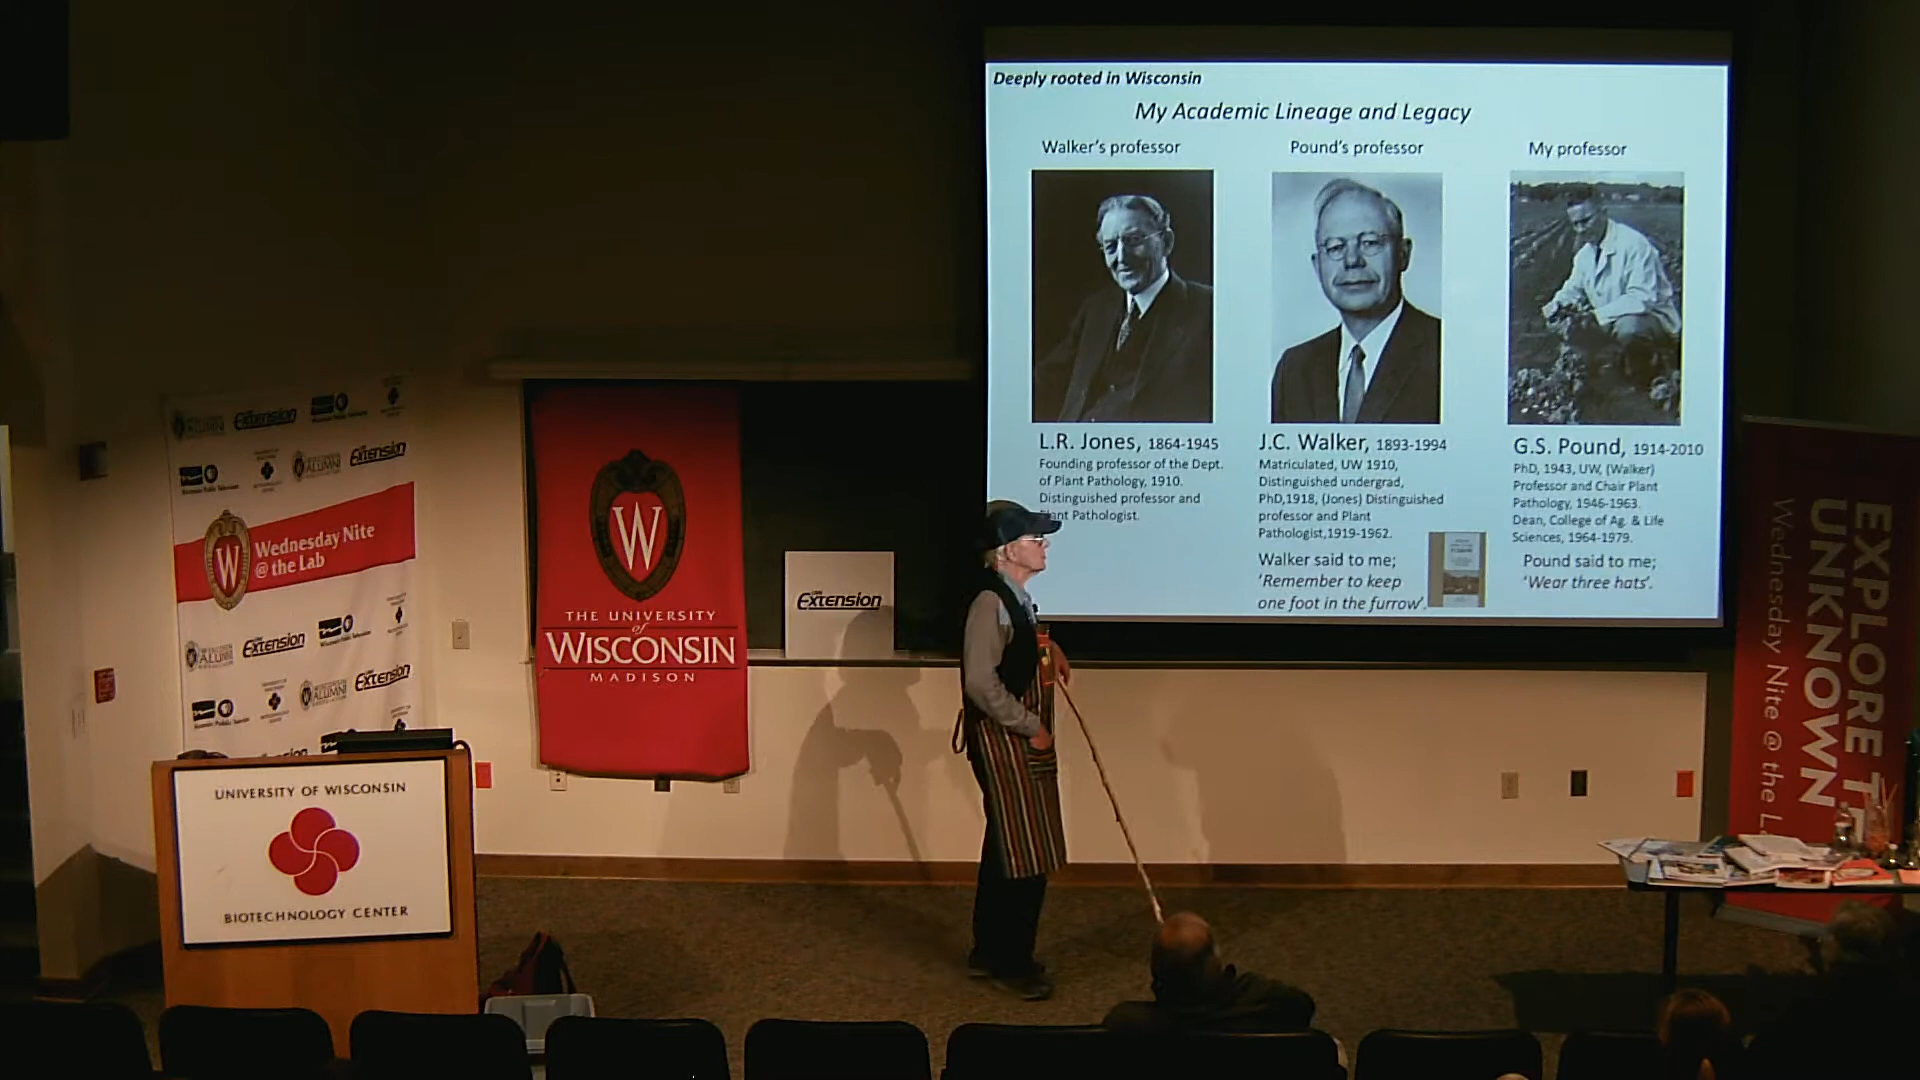 Deeply rooted in Wisconsin
My Academic Lineage and Legacy
Walker's professor
Pound's professor
My professor
L.R. Jones, 1864-1945
Founding professor of the Dept.
of Plant Pathology, 1910.
Distinguished professor and
Plant Pathologist.
J.C. Walker, 1893-1994
Matriculated, UW 1910,
Distinguished undergrad,
PhD,1918, (Jones) Distinguished
professor and Plant
Pathologist,1919-1962.
Walker said to me;
'Remember to keep
one foot in the furrow'.
G.S. Pound, 1914-2010
PhD, 1943, UW, (Walker)
Professor and Chair Plant
Pathology, 1946-1963.
Dean, College of Ag. & Life
Sciences, 1964-1979.
Pound said to me;
'Wear three hats'.
Extension
Extension
W
Wednesday Nite
@ the Lab
ALUMNI
Extension
Extension
ALUMNI
W
THE UNIVERSITY
of
WISCONSIN
MADISON
Extension
UNIVERSITY OF WISCONSIN
BIOTECHNOLOGY CENTER
EXPLORE
UNKNOWN
Wednesday Nite @ the